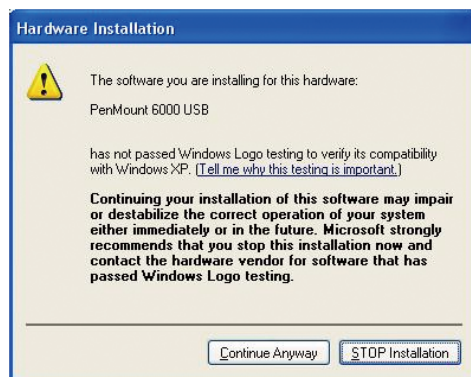 Hardware Installation
The software you are installing for this hardware:
PenMount 6000 USB
has not passed Windows Logo testing to verify its compatibility
with Windows XP. (Tell me why this testing is important.)
Continuing your installation of this software may impair
or destabilize the correct operation of your system
either immediately or in the future. Microsoft strongly
recommends that you stop this installation now and
contact the hardware vendor for software that has
passed Windows Logo testing.
Continue Anyway
STOP Installation